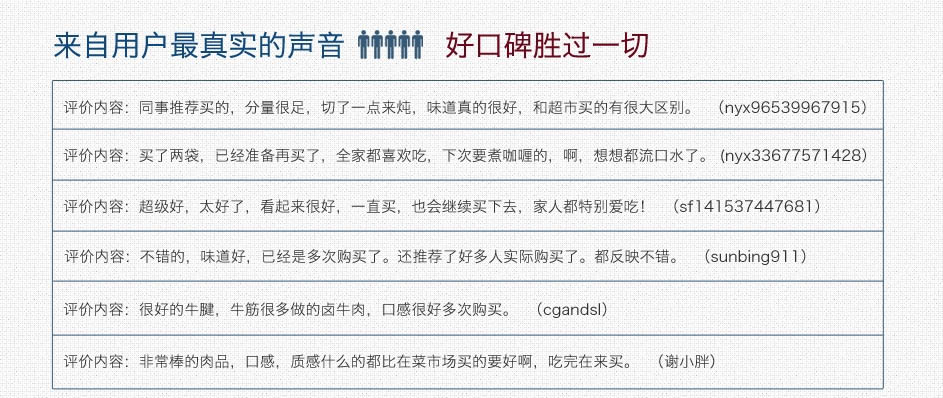 来自用户最真实的声音 好口碑胜过一切
评价内容：同事推荐买的，分量很足，切了一点来炖，味道真的很好，和超市买的有很大区别。 （nyx96539967915）
评价内容：买了两袋，已经准备再买了，全家都喜欢吃，下次要煮咖喱的，啊，想想都流口水了。 (nyx33677571428）
评价内容：超级好，太好了，看起来很好，一直买，也会继续买下去，家人都特别爱吃！ （sf141537447681）
评价内容：不错的，味道好，已经是多次购买了。还推荐了好多人实际购买了。都反映不错。 （sunbing911）
评价内容：很好的牛腱，牛筋很多做的卤牛肉，口感很好多次购买。 （cgandsl）
评价内容：非常棒的肉品，口感，质感什么的都比在菜市场买的要好啊，吃完在来买。 （谢小胖）